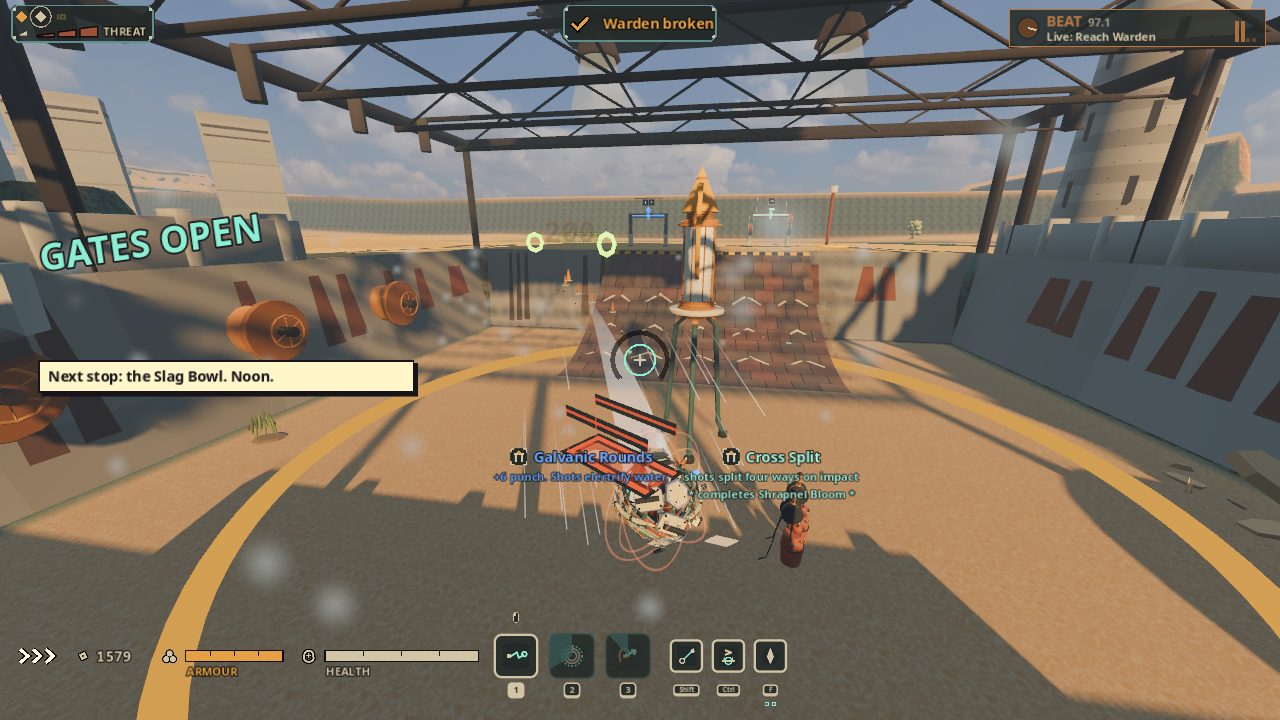 THREAT
Warden broken
BEAT 97.1
Live: Reach Warden
GATES OPEN
Next stop: the Slag Bowl. Noon.
Galvanic Rounds
+6 punch. Shots electrify water.
Cross Split
shots split four ways on impact
* completes Shrapnel Bloom *
1579
ARMOUR
HEALTH
1
2
3
Shift
Ctrl
F